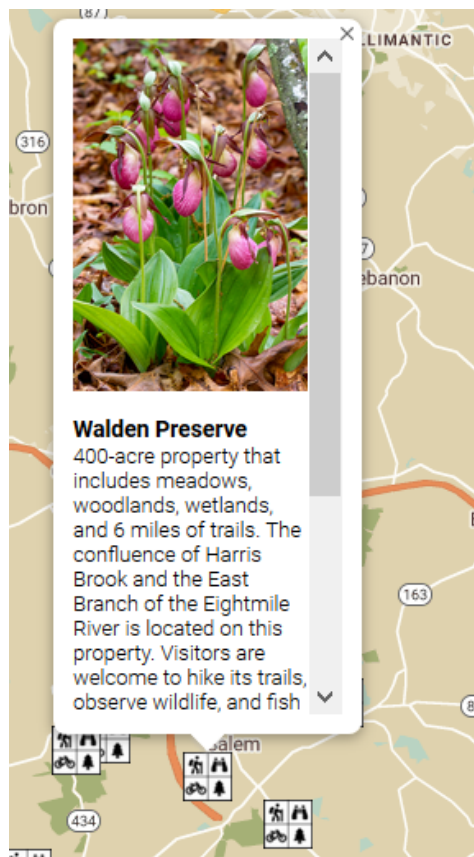 (87)
LLIMANTIC
316
bron
7
ebanon
Walden Preserve
400-acre property that
includes meadows,
woodlands, wetlands,
and 6 miles of trails. The
confluence of Harris
Brook and the East
Branch of the Eightmile
River is located on this
property. Visitors are
welcome to hike its trails,
observe wildlife, and fish
163
8
Salem
434